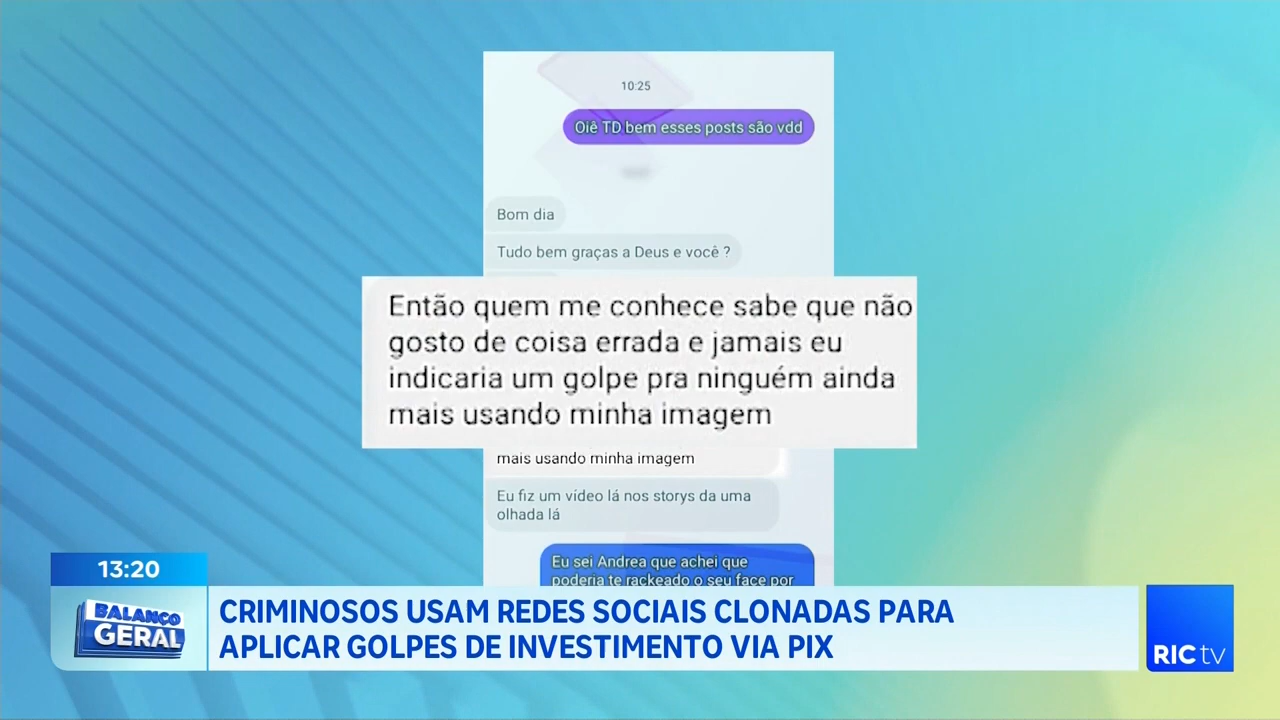 10:25
Oiê TD bem esses posts são vdd
Bom dia
Tudo bem graças a Deus e você ?
Então quem me conhece sabe que não
gosto de coisa errada e jamais eu
indicaria um golpe pra ninguém ainda
mais usando minha imagem
mais usando minha imagem
Eu fiz um vídeo lá nos storys da uma
olhada lá
Eu sei Andrea que achei que
poderia te rackeado o seu face por
13:20
BALANÇO
GERAL
CRIMINOSOS USAM REDES SOCIAIS CLONADAS PARA
APLICAR GOLPES DE INVESTIMENTO VIA PIX
RIC tv